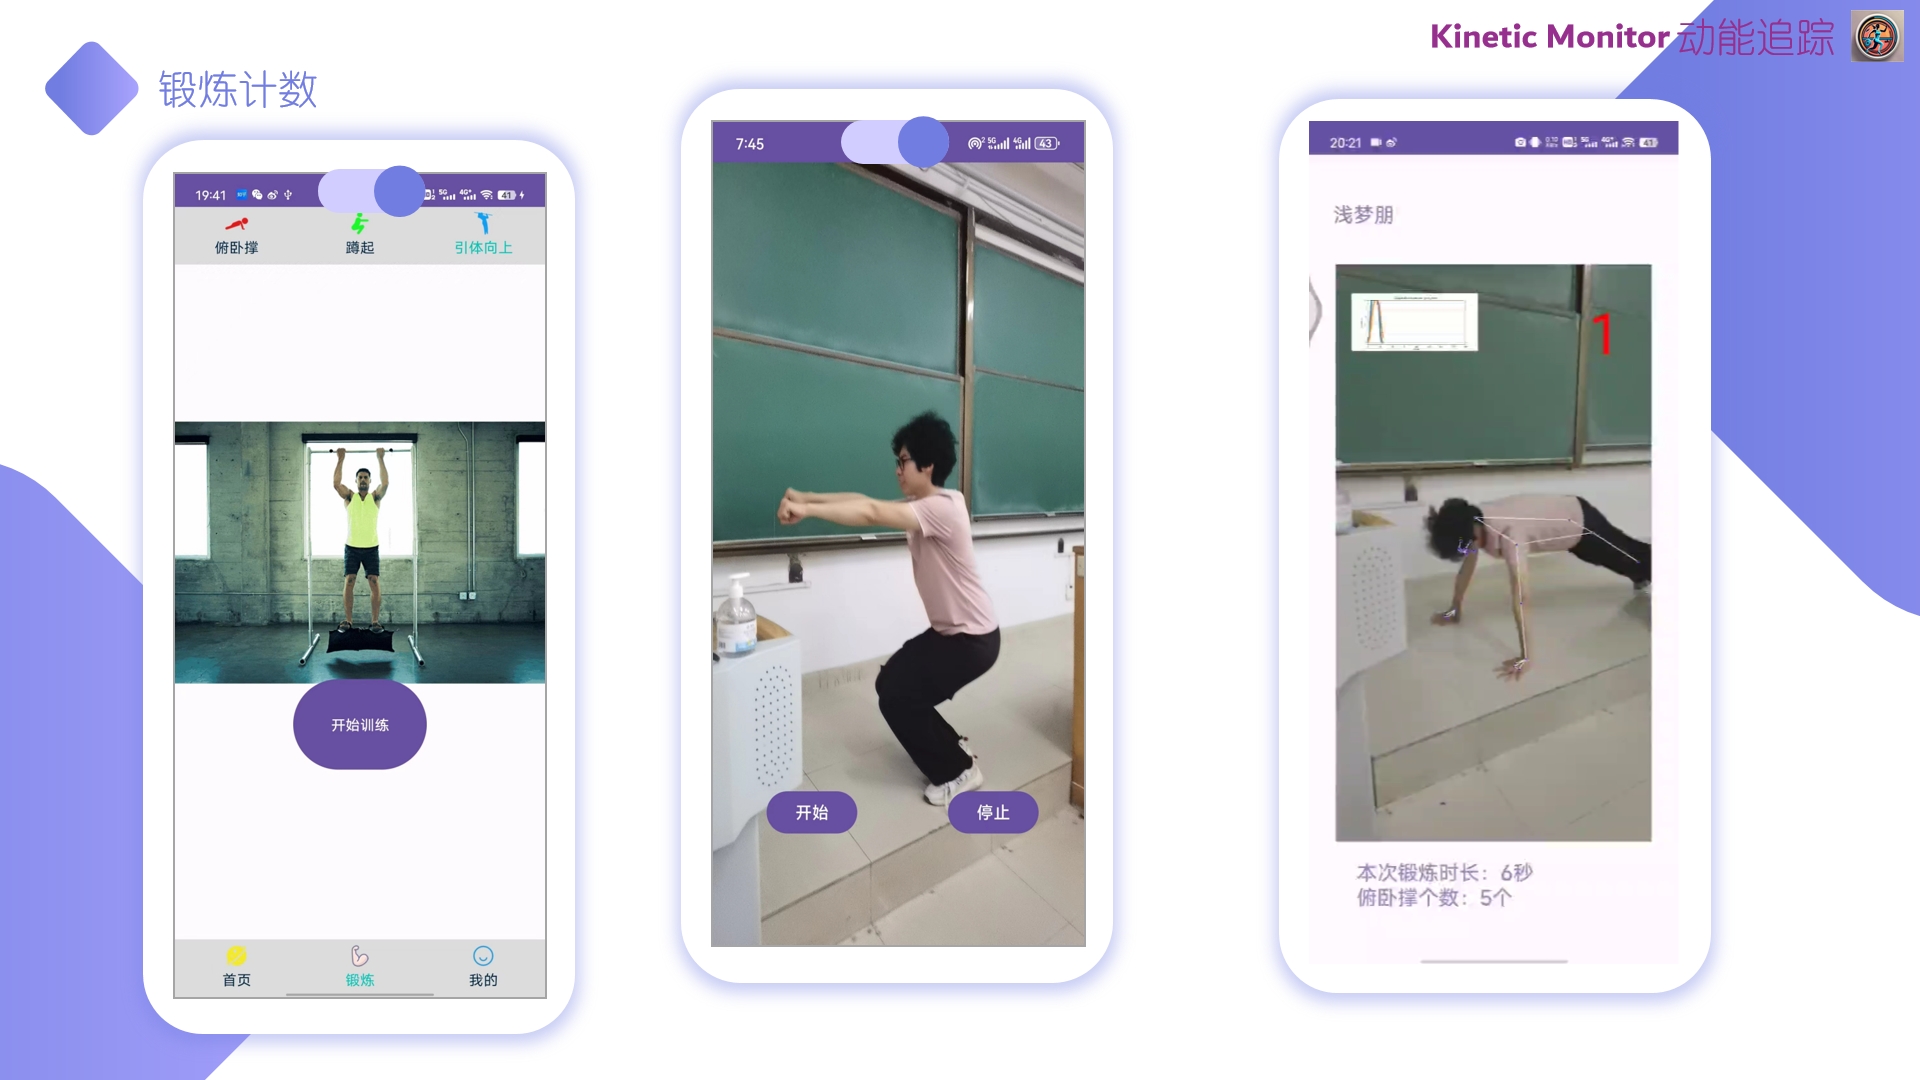 Kinetic Monitor 动能追踪
锻炼计数
19:41
41
俯卧撑
蹲起
引体向上
开始训练
首页
锻炼
我的
7:45
43
开始
停止
20:21
41
浅梦朋
1
本次锻炼时长：6秒
俯卧撑个数：5个